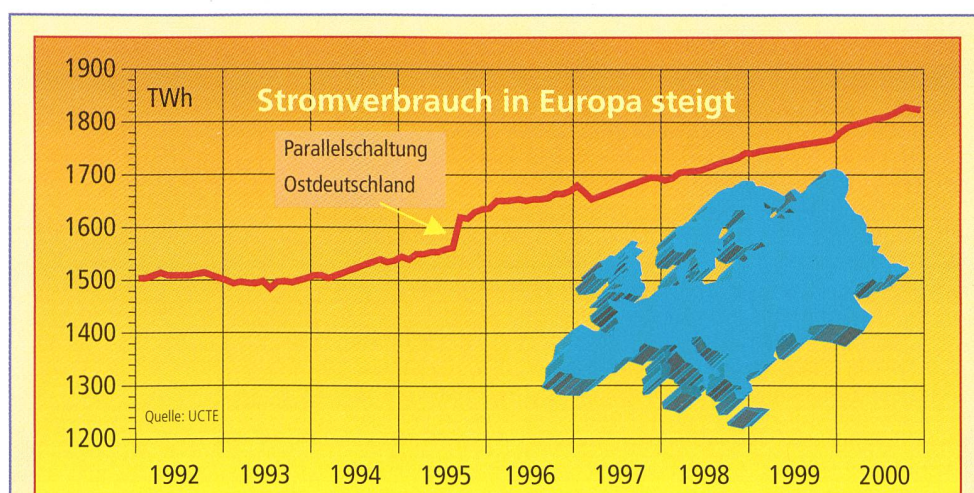 Stromverbrauch in Europa steigt
TWh
Parallelschaltung
Ostdeutschland
1900
1800
1700
1600
1500
1400
1300
1200
Quelle: UCTE
1992 1993 1994 1995 1996 1997 1998 1999 2000